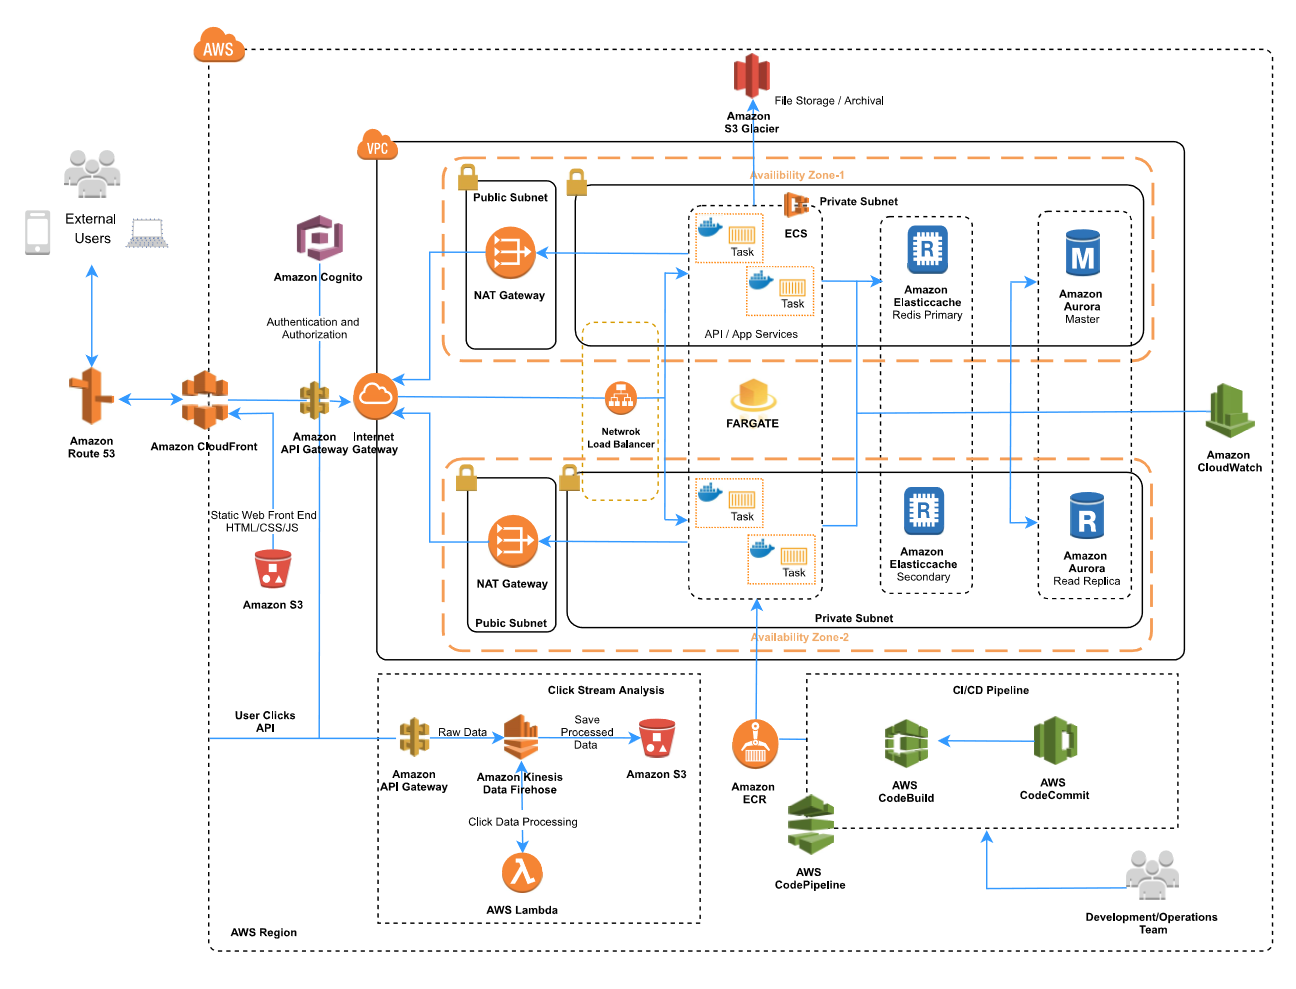 AWS
File Storage / Archival
Amazon
S3 Glacier
VPC
Availibility Zone-1
Public Subnet
Private Subnet
ECS
External
Users
Task
R
M
Amazon Cognito
NAT Gateway
Amazon
Elasticcache
Redis Primary
Amazon
Aurora
Master
Task
Authentication and
Authorization
API / App Services
Amazon
Route 53
Amazon CloudFront
Amazon
API Gateway
Internet
Gateway
Netwrok
Load Balancer
FARGATE
Amazon
CloudWatch
Static Web Front End
HTML/CSS/JS
Task
R
R
NAT Gateway
Amazon
Elasticcache
Secondary
Amazon
Aurora
Read Replica
Task
Amazon S3
Pubic Subnet
Private Subnet
Availability Zone-2
Click Stream Analysis
CI/CD Pipeline
User Clicks
API
Raw Data
Save
Processed
Data
Amazon
API Gateway
Amazon Kinesis
Data Firehose
Amazon S3
Amazon
ECR
AWS
CodeBuild
AWS
CodeCommit
Click Data Processing
AWS
CodePipeline
AWS Lambda
Development/Operations
Team
AWS Region